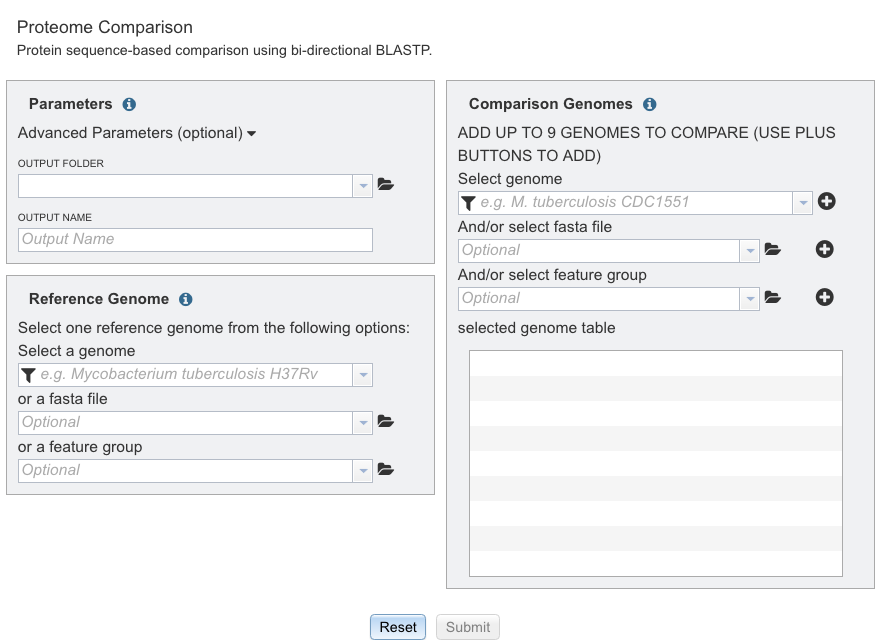 Proteome Comparison
Protein sequence-based comparison using bi-directional BLASTP.
Parameters
Advanced Parameters (optional)
OUTPUT FOLDER
OUTPUT NAME
Output Name
Reference Genome
Select one reference genome from the following options:
Select a genome
e.g. Mycobacterium tuberculosis H37Rv
or a fasta file
Optional
or a feature group
Optional
Comparison Genomes
ADD UP TO 9 GENOMES TO COMPARE (USE PLUS
BUTTONS TO ADD)
Select genome
e.g. M. tuberculosis CDC1551
And/or select fasta file
Optional
And/or select feature group
Optional
selected genome table
Reset
Submit